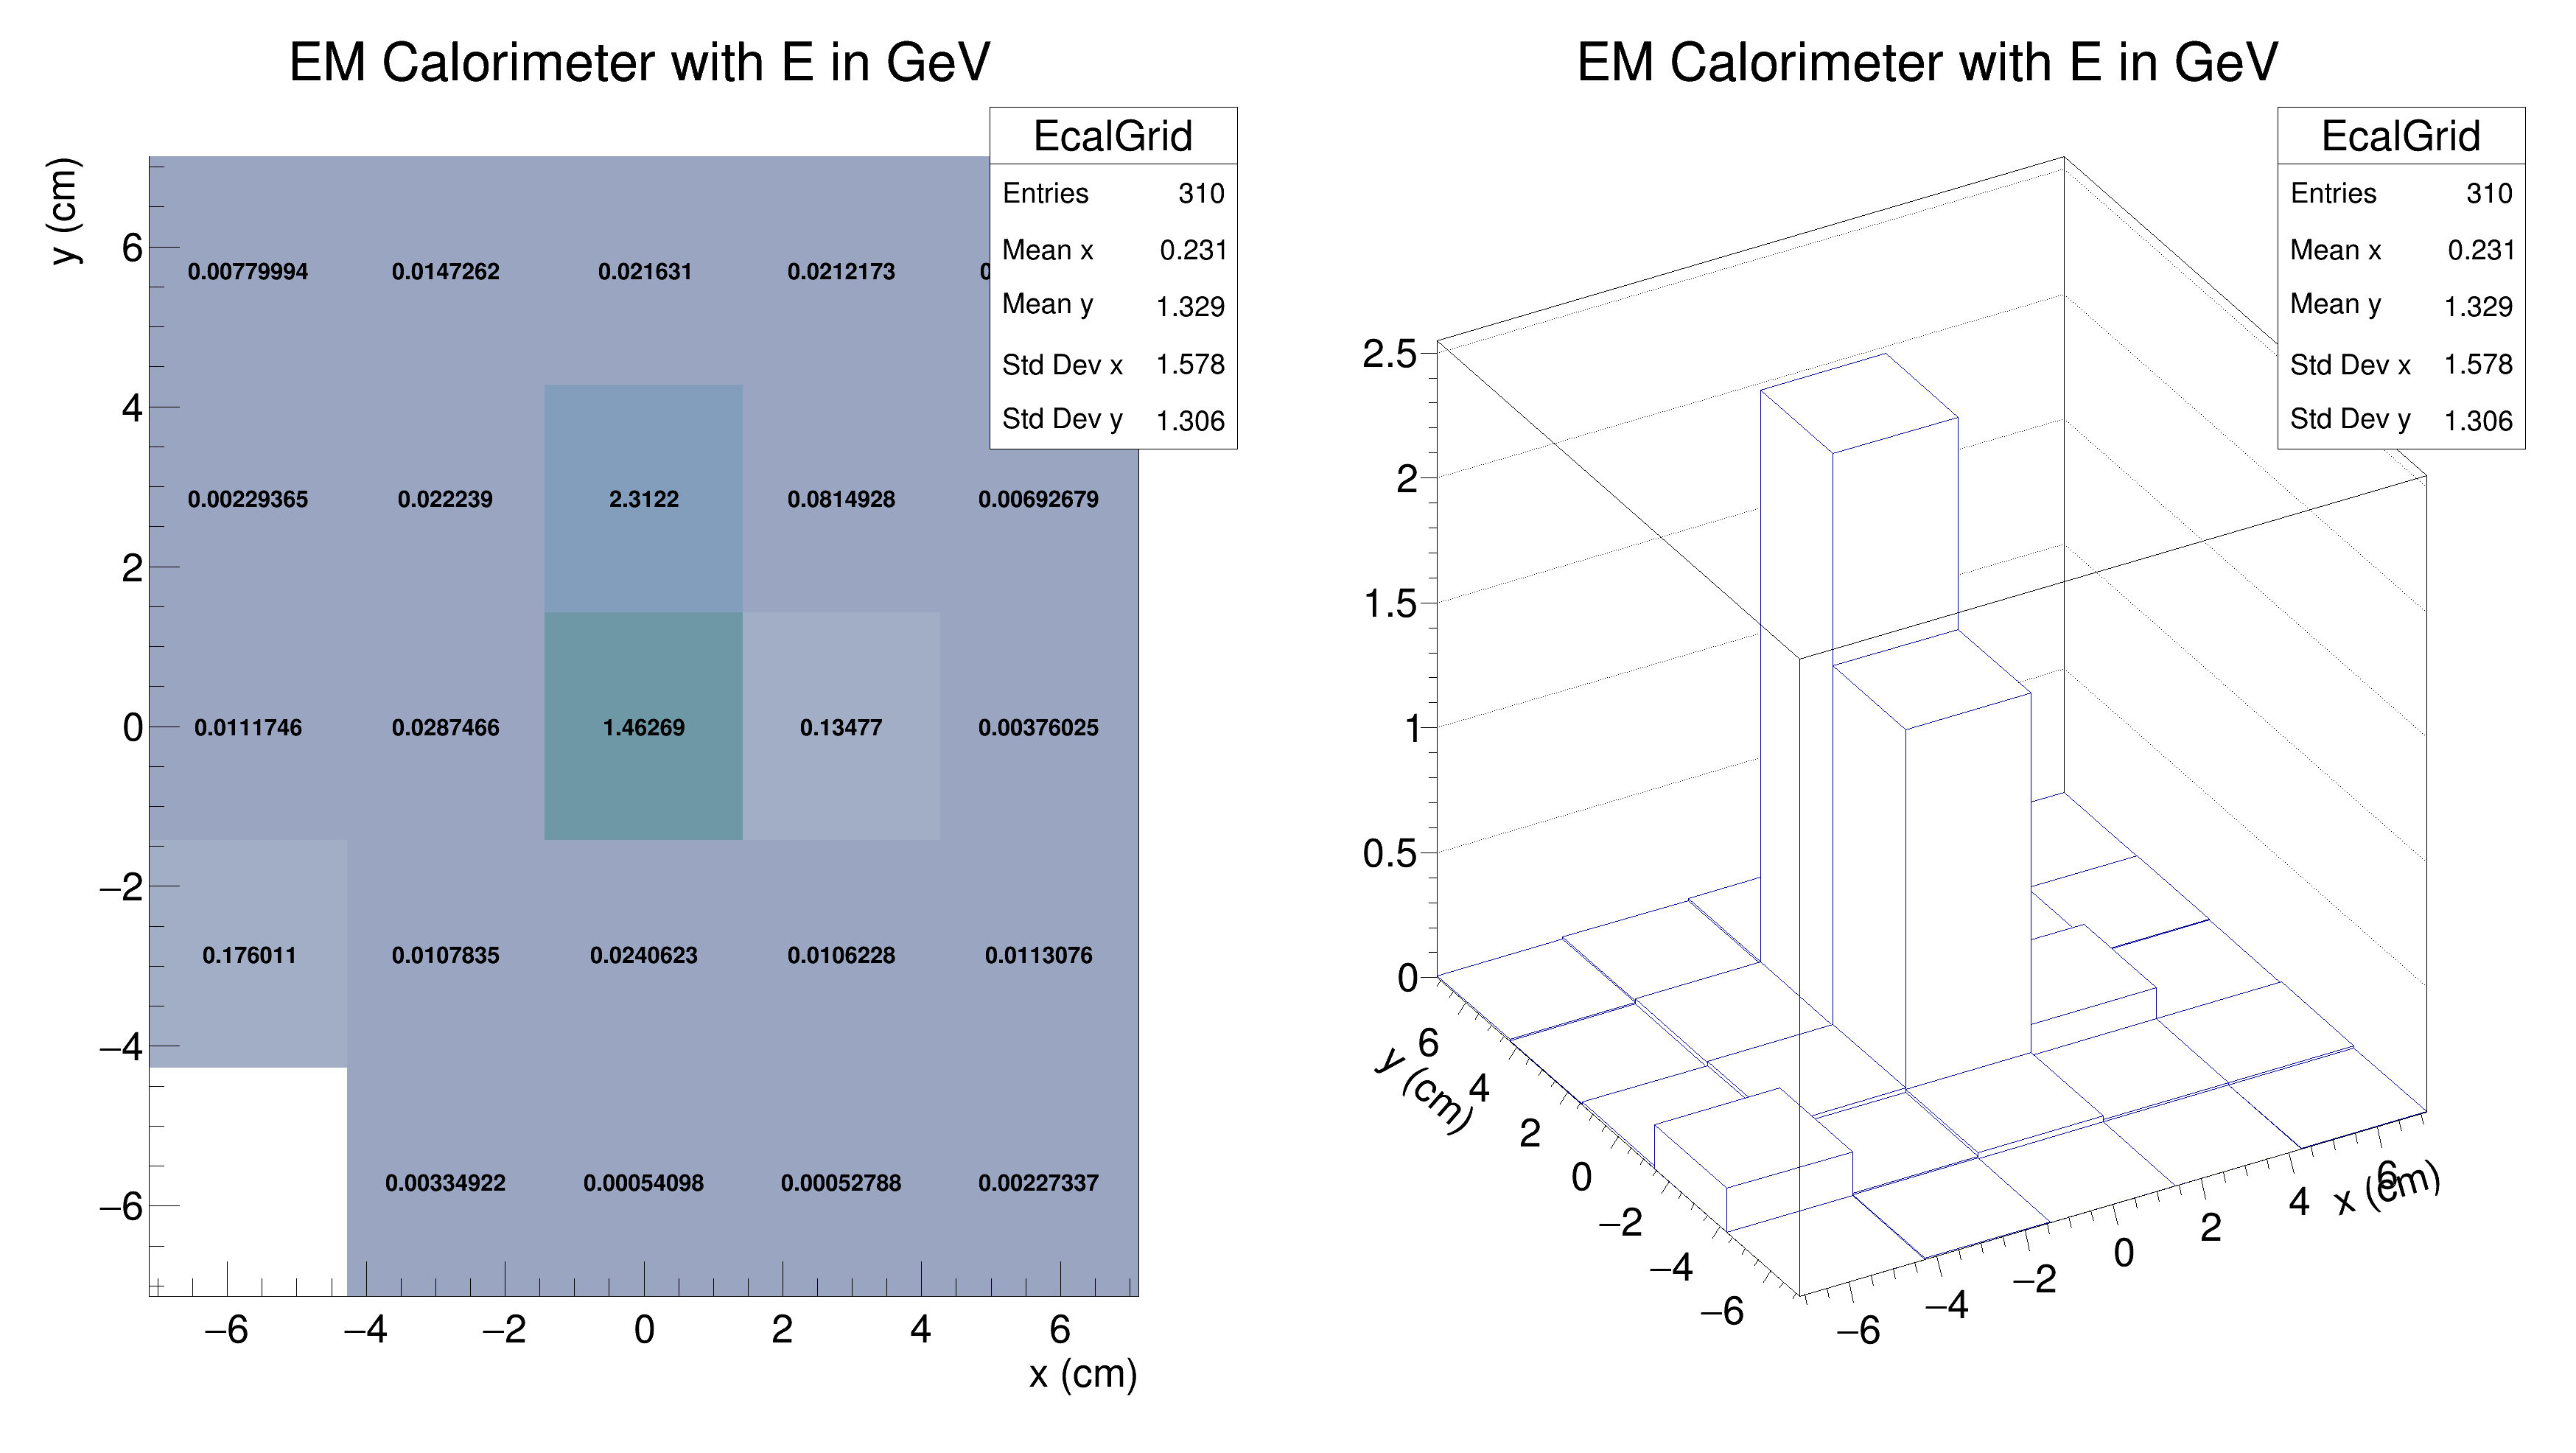 EM Calorimeter with E in GeV
EcalGrid
Entries 310
Mean x 0.231
Mean y 1.329
Std Dev x 1.578
Std Dev y 1.306
y (cm)
6
4
2
0
−2
−4
−6
0.00779994 0.0147262 0.021631 0.0212173
0.00229365 0.022239 2.3122 0.0814928 0.00692679
0.0111746 0.0287466 1.46269 0.13477 0.00376025
0.176011 0.0107835 0.0240623 0.0106228 0.0113076
0.00334922 0.00054098 0.00052788 0.00227337
−6 −4 −2 0 2 4 6
x (cm)
EM Calorimeter with E in GeV
EcalGrid
Entries 310
Mean x 0.231
Mean y 1.329
Std Dev x 1.578
Std Dev y 1.306
2.5
2
1.5
1
0.5
0
y (cm)
6
4
2
0
−2
−4
−6
−6 −4 −2 0 2 4 6
x (cm)